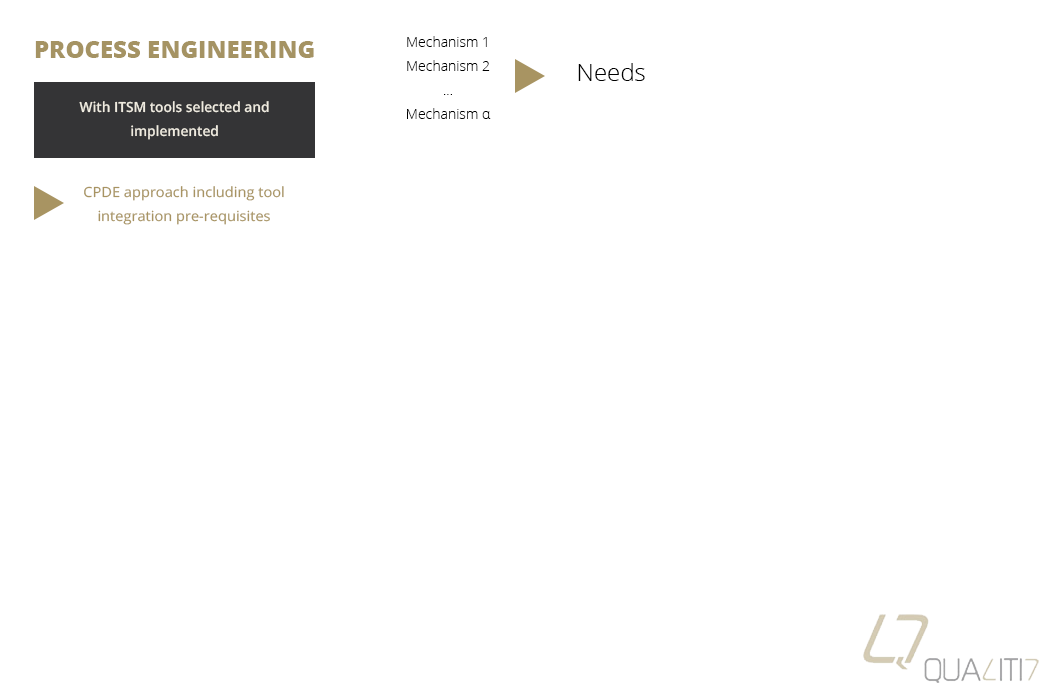 PROCESS ENGINEERING
With ITSM tools selected and
implemented
CPDE approach including tool
integration pre-requisites
Mechanism 1
Mechanism 2
...
Mechanism α
Needs
QUALITI7